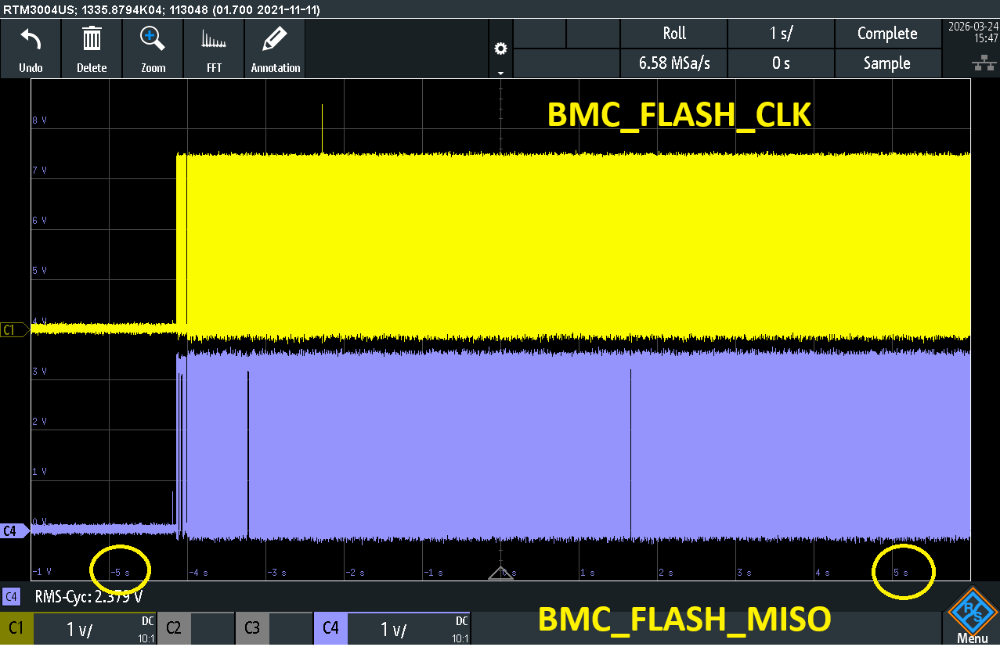 RTM3004US; 1335.8794K04; 113048 (01.700 2021-11-11)
Undo
Delete
Zoom
FFT
Annotation
Roll
1 s/
Complete
6.58 MSa/s
0 s
Sample
2026-03-24
15:47
BMC_FLASH_CLK
8 V
7 V
6 V
5 V
4 V
C1
3 V
2 V
1 V
0 V
C4
-1 V
-5 s
-4 s
-3 s
-2 s
-1 s
0 s
1 s
2 s
3 s
4 s
5 s
C4
RMS-Cyc: 2.379 V
BMC_FLASH_MISO
C1
1 V/
DC
10:1
C2
C3
C4
1 V/
DC
10:1
R&S
Menu